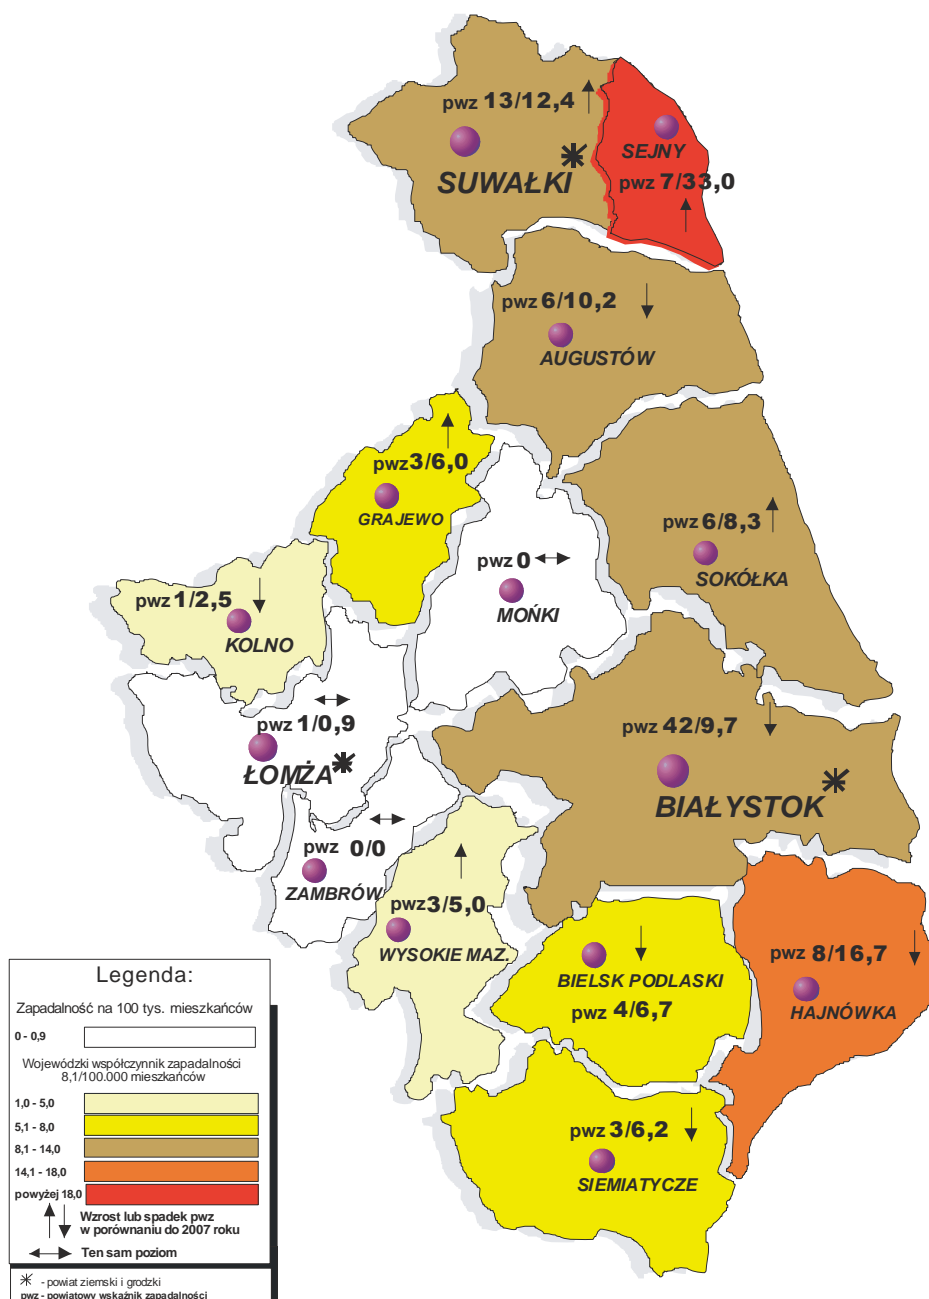 pwz 13/12,4
SUWAŁKI
SEJNY
pwz 7/33,0
pwz 6/10,2
AUGUSTÓW
pwz 3/6,0
GRAJEWO
pwz 6/8,3
SOKÓŁKA
pwz 0
MOŃKI
pwz 1/2,5
KOLNO
pwz 1/0,9
ŁOMŻA
pwz 42/9,7
BIAŁYSTOK
pwz 0/0
ZAMBRÓW
pwz 3/5,0
WYSOKIE MAZ.
BIELSK PODLASKI
pwz 4/6,7
pwz 8/16,7
HAJNÓWKA
pwz 3/6,2
SIEMIATYCZE
Legenda:
Zapadalność na 100 tys. mieszkańców
0 - 0,9
Wojewódzki współczynnik zapadalności
8,1/100.000 mieszkańców
1,0 - 5,0
5,1 - 8,0
8,1 - 14,0
14,1 - 18,0
powyżej 18,0
Wzrost lub spadek pwz
w porównaniu do 2007 roku
Ten sam poziom
- powiat ziemski i grodzki
pwz - powiatowy wskaźnik zapadalności